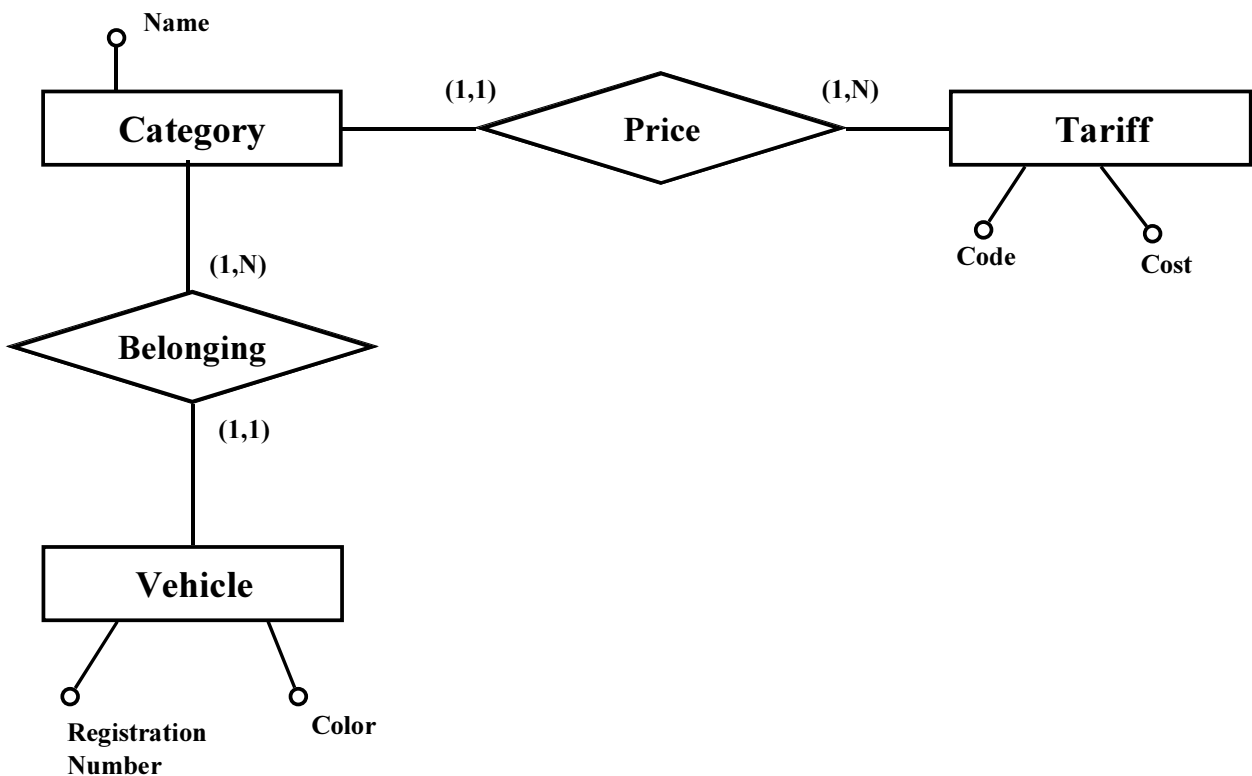 Name
Category
(1,1)
Price
(1,N)
Tariff
Code
Cost
(1,N)
Belonging
(1,1)
Vehicle
Registration
Number
Color